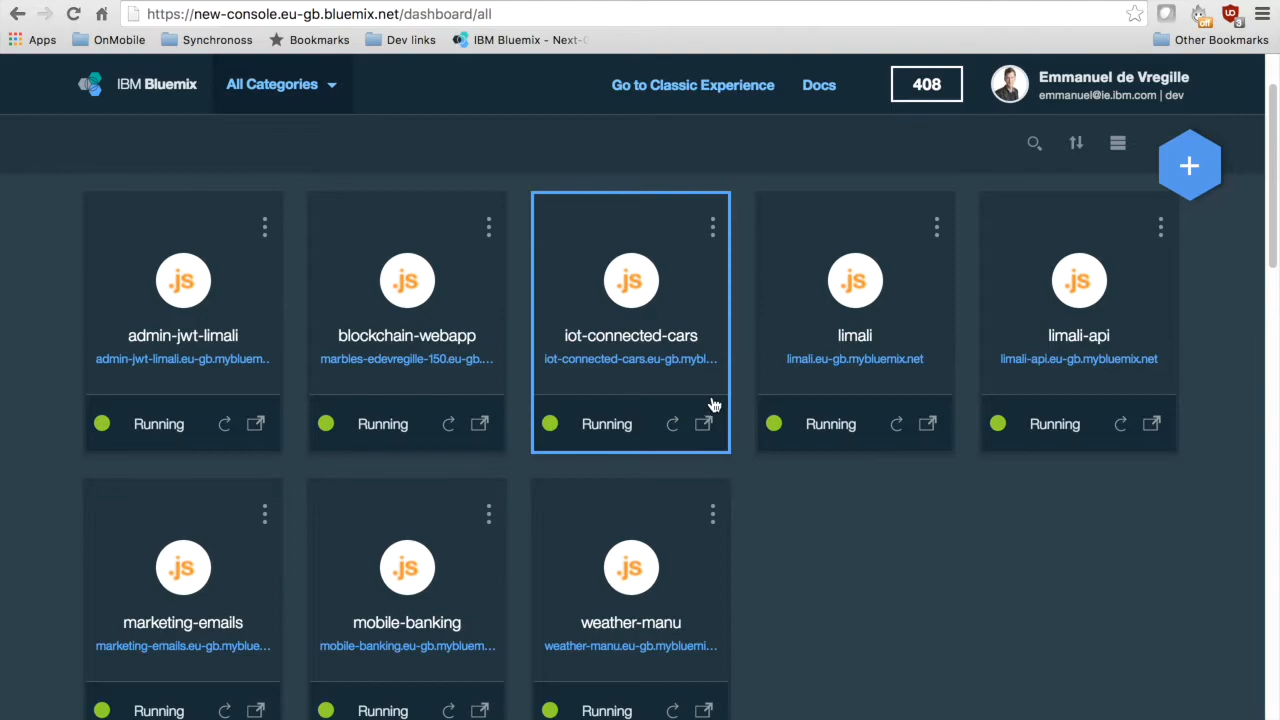 https://new-console.eu-gb.bluemix.net/dashboard/all
Apps OnMobile Synchronoss Bookmarks Dev links IBM Bluemix - Next-G Other Bookmarks
IBM Bluemix All Categories Go to Classic Experience Docs 408 Emmanuel de Vregille
emmanuel@ie.ibm.com | dev
+
.js .js .js .js .js
admin-jwt-limali blockchain-webapp iot-connected-cars limali limali-api
admin-jwt-limali.eu-gb.mybluem... marbles-edevregille-150.eu-gb.... iot-connected-cars.eu-gb.mybl... limali.eu-gb.mybluemix.net limali-api.eu-gb.mybluemix.net
Running Running Running Running Running
.js .js .js
marketing-emails mobile-banking weather-manu
marketing-emails.eu-gb.myblue... mobile-banking.eu-gb.mybluem... weather-manu.eu-gb.mybluemi...
Running Running Running